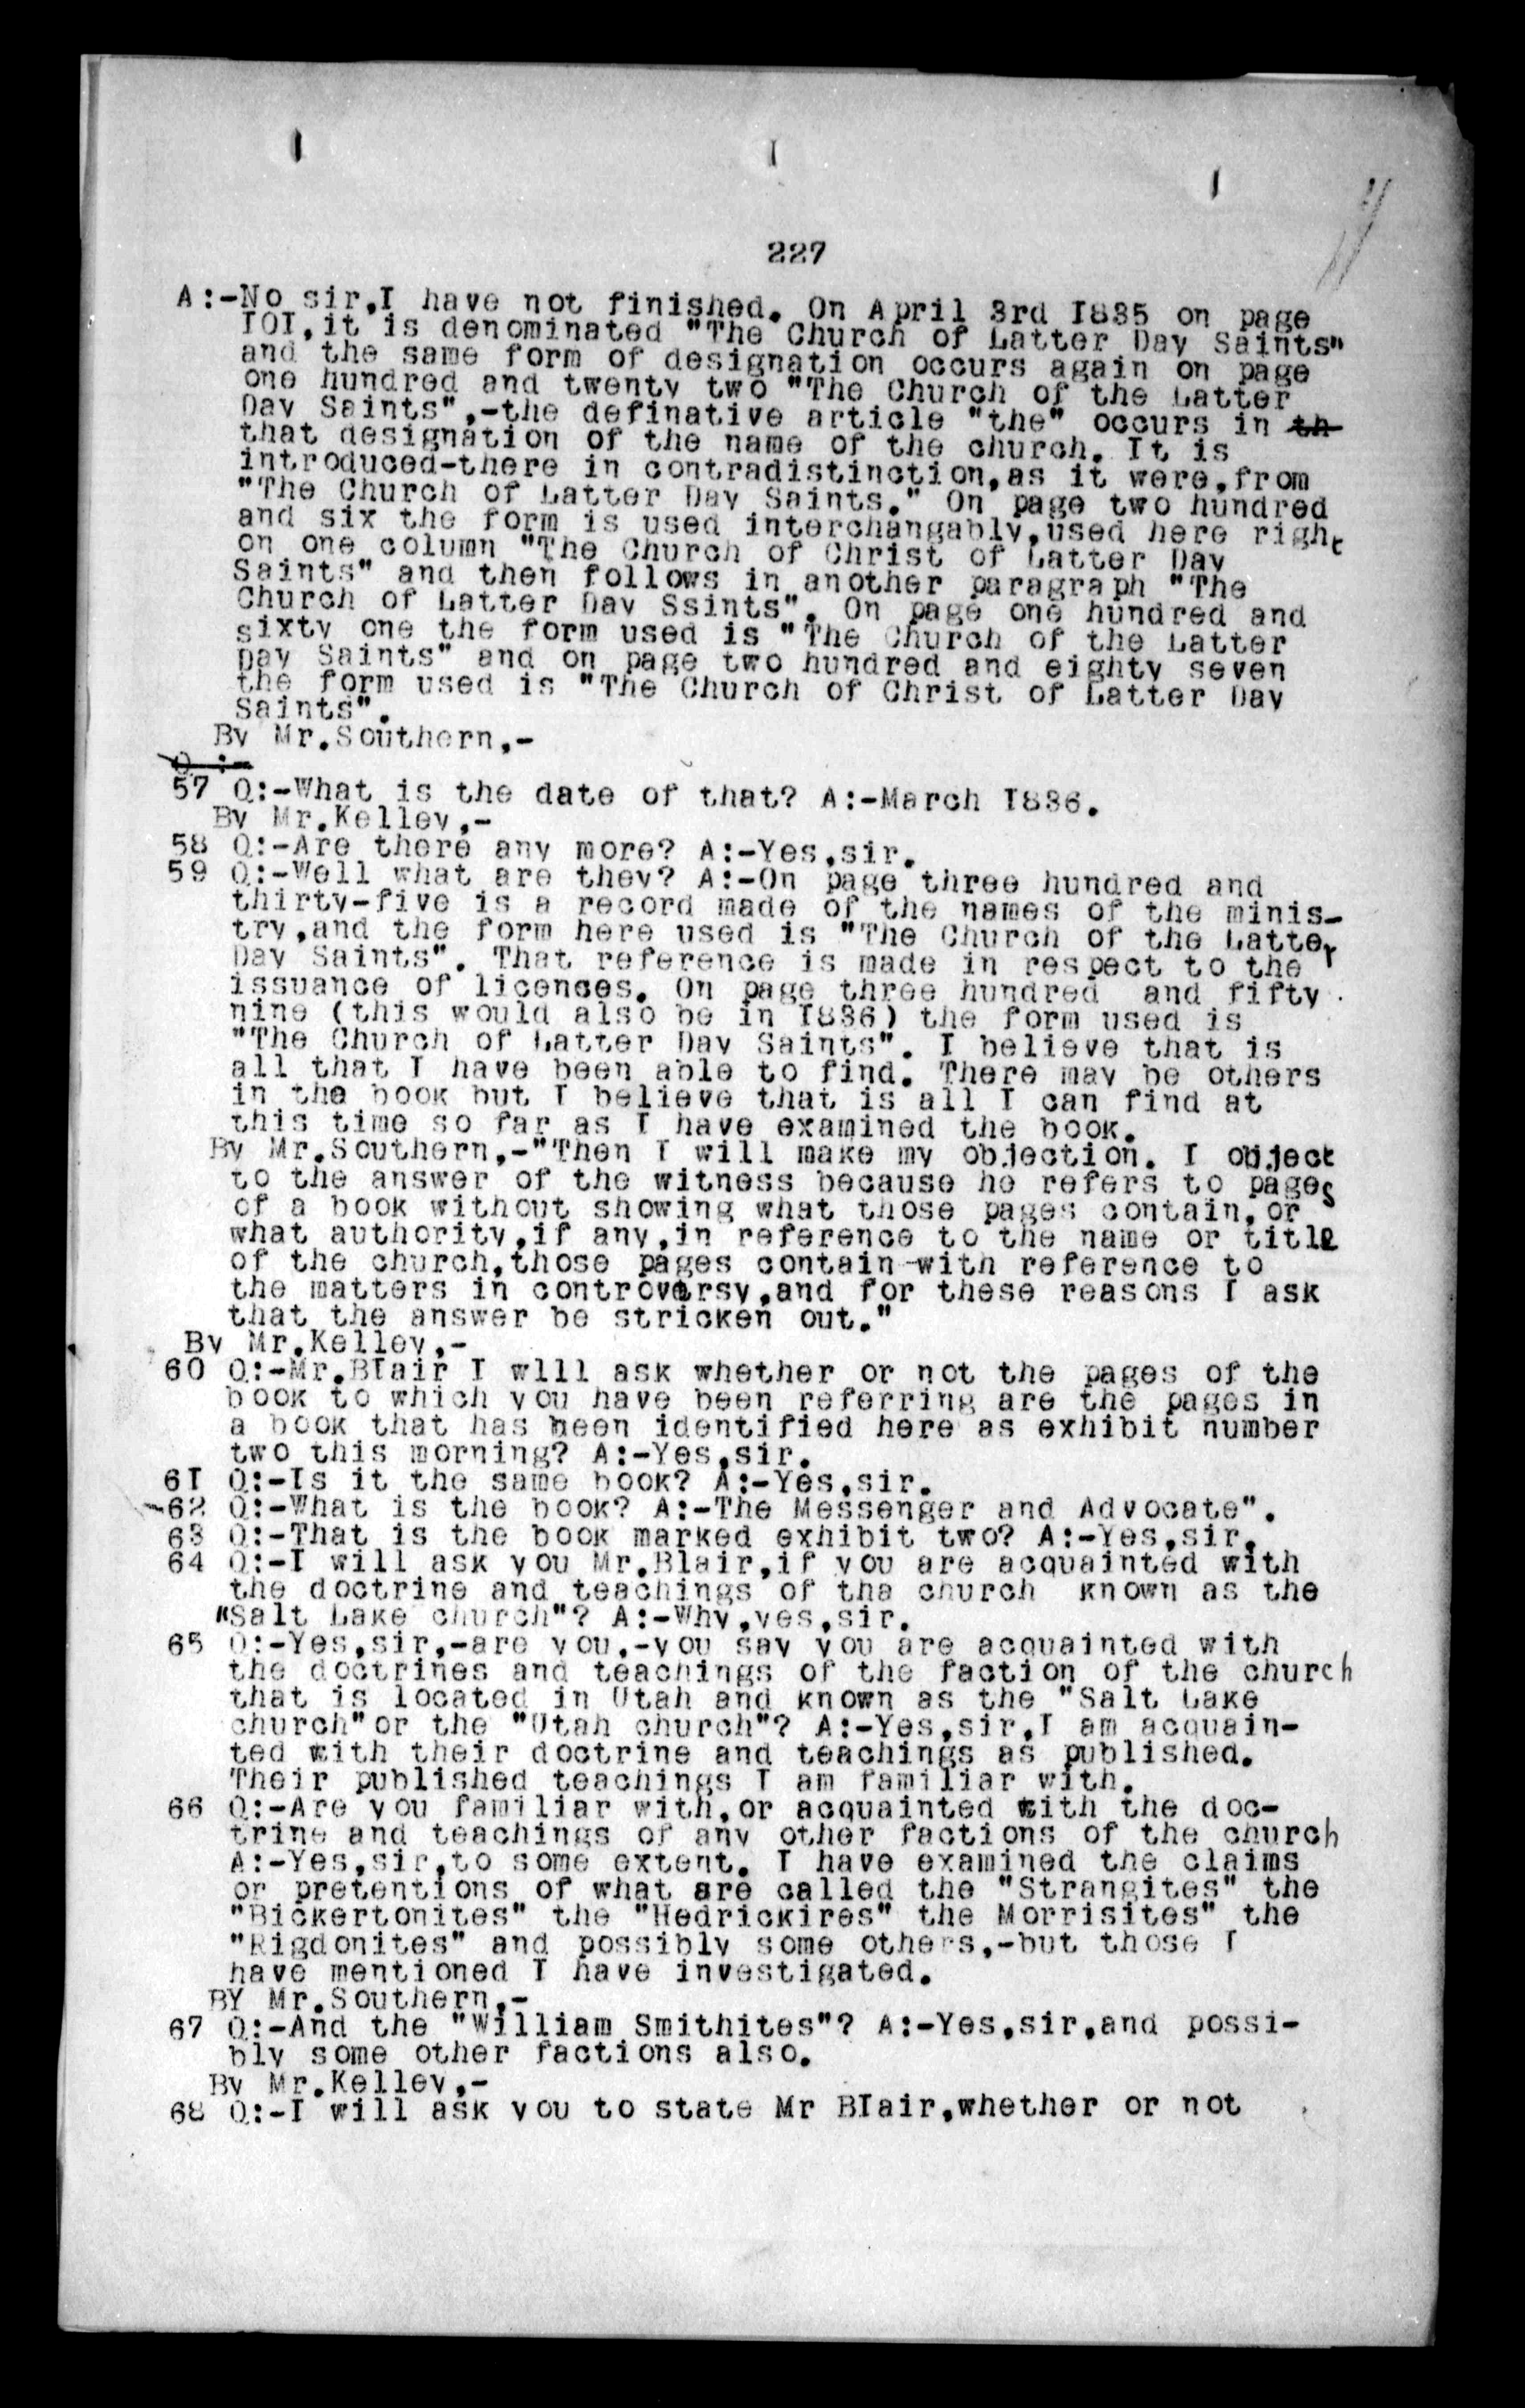 227
A:-No sir,I have not finished. On April 3rd I835 on page
IOI,it is denominated "The Church of Latter Day Saints"
and the same form of designation occurs again on page
one hundred and twenty two "The Church of the Latter
Day Saints",-the definative article "the" occurs in th
that designation of the name of the church. It is
introduced-there in contradistinction,as it were,from
"The Church of Latter Day Saints." On page two hundred
and six the form is used interchangably,used here right
on one column "The Church of Christ of Latter Day
Saints" and then follows in another paragraph "The
Church of Latter Day Ssints". On page one hundred and
sixty one the form used is "The Church of the Latter
Day Saints" and on page two hundred and eighty seven
the form used is "The Church of Christ of Latter Day
Saints".
By Mr.Southern,-
Q :-
57 Q:-What is the date of that? A:-March I836.
By Mr.Kelley,-
58 Q:-Are there any more? A:-Yes,sir.
59 Q:-Well what are they? A:-On page three hundred and
thirty-five is a record made of the names of the minis-
try,and the form here used is "The Church of the Latter
Day Saints". That reference is made in respect to the
issuance of licenses. On page three hundred and fifty
nine (this would also be in I836) the form used is
"The Church of Latter Day Saints". I believe that is
all that I have been able to find. There may be others
in the book but I believe that is all I can find at
this time so far as I have examined the book.
By Mr.Southern,-"Then I will make my objection. I object
to the answer of the witness because he refers to pages
of a book without showing what those pages contain, or
what authority,if any,in reference to the name or title
of the church,those pages contain with reference to
the matters in controversy,and for these reasons I ask
that the answer be stricken out."
By Mr.Kelley,-
60 Q:-Mr.BIair I wIll ask whether or not the pages of the
book to which you have been referring are the pages in
a book that has been identified here as exhibit number
two this morning? A:-Yes,sir.
6I Q:-Is it the same book? A:-Yes,sir.
62 Q:-What is the book? A:-The Messenger and Advocate".
63 Q:-That is the book marked exhibit two? A:-Yes,sir.
64 Q:-I will ask you Mr.Blair,if you are acquainted with
the doctrine and teachings of tha church known as the
"Salt Lake church"? A:-Why,yes,sir.
65 Q:-Yes,sir,-are you,-you say you are acquainted with
the doctrines and teachings of the faction of the church
that is located in Utah and known as the "Salt Lake
church"or the "Utah church"? A:-Yes,sir,I am acquain-
ted with their doctrine and teachings as published.
Their published teachings I am familiar with.
66 Q:-Are you familiar with,or acquainted with the doc-
trine and teachings of any other factions of the church
A:-Yes,sir,to some extent. I have examined the claims
or pretentions of what are called the "Strangites" the
"Bickertonites" the "Hedrickires" the Morrisites" the
"Rigdonites" and possibly some others,-but those I
have mentioned I have investigated.
BY Mr.Southern,-
67 Q:-And the "William Smithites"? A:-Yes,sir,and possi-
bly some other factions also.
By Mr.Kelley,-
68 Q:-I will ask you to state Mr BIair,whether or not